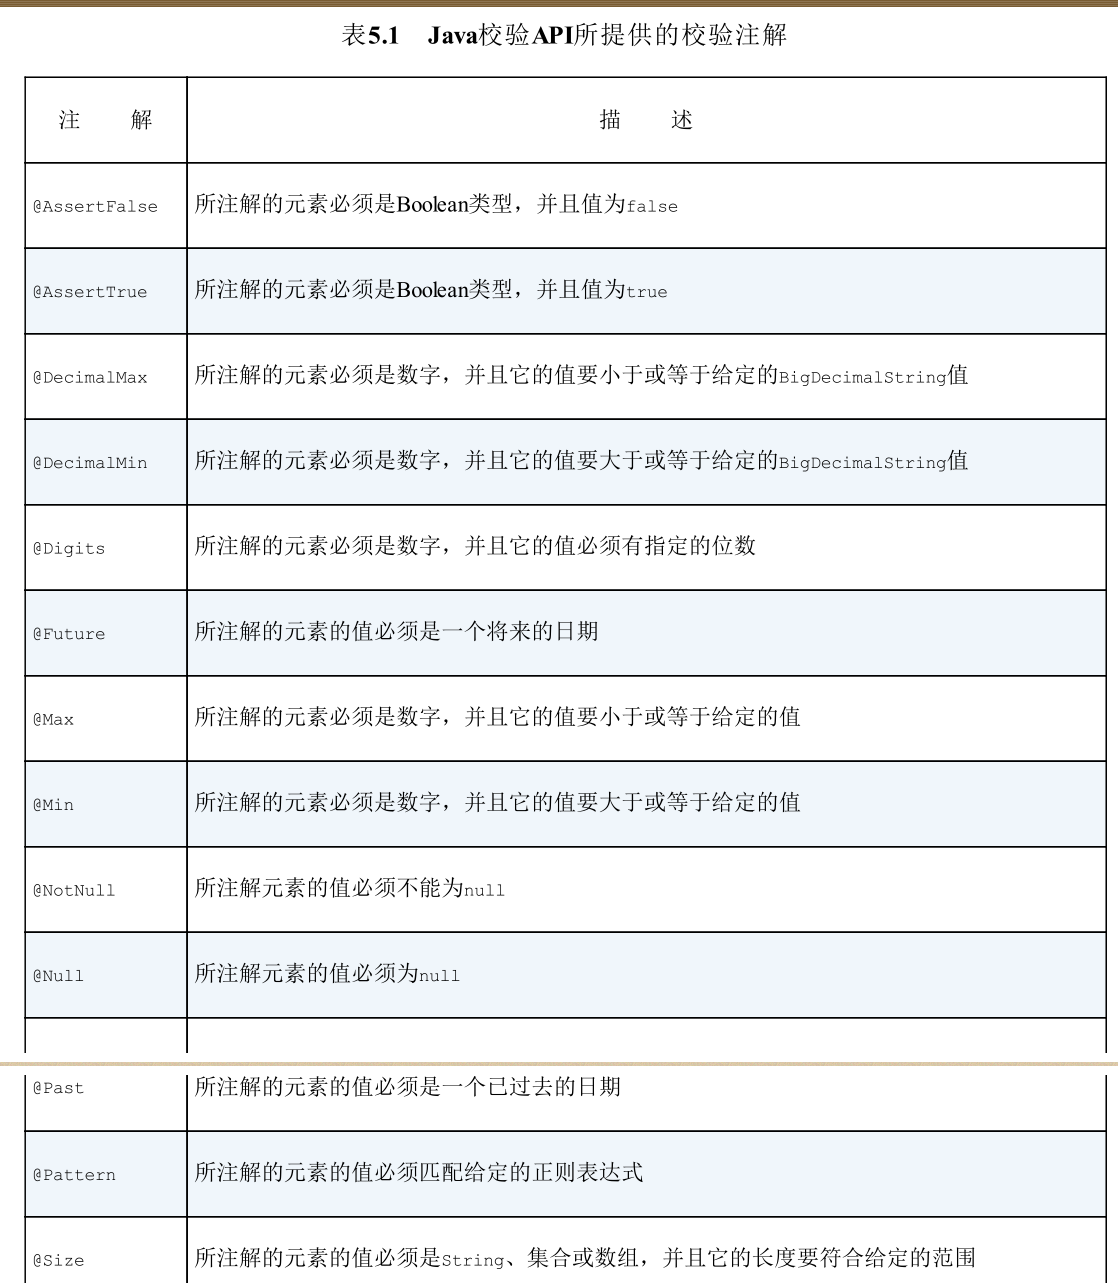 表5.1 Java校验API所提供的校验注解
注 解 描 述
@AssertFalse 所注解的元素必须是Boolean类型，并且值为false
@AssertTrue 所注解的元素必须是Boolean类型，并且值为true
@DecimalMax 所注解的元素必须是数字，并且它的值要小于或等于给定的BigDecimalString值
@DecimalMin 所注解的元素必须是数字，并且它的值要大于或等于给定的BigDecimalString值
@Digits 所注解的元素必须是数字，并且它的值必须有指定的位数
@Future 所注解的元素的值必须是一个将来的日期
@Max 所注解的元素必须是数字，并且它的值要小于或等于给定的值
@Min 所注解的元素必须是数字，并且它的值要大于或等于给定的值
@NotNull 所注解元素的值必须不能为null
@Null 所注解元素的值必须为null
@Past 所注解的元素的值必须是一个已过去的日期
@Pattern 所注解的元素的值必须匹配给定的正则表达式
@Size 所注解的元素的值必须是String、集合或数组，并且它的长度要符合给定的范围